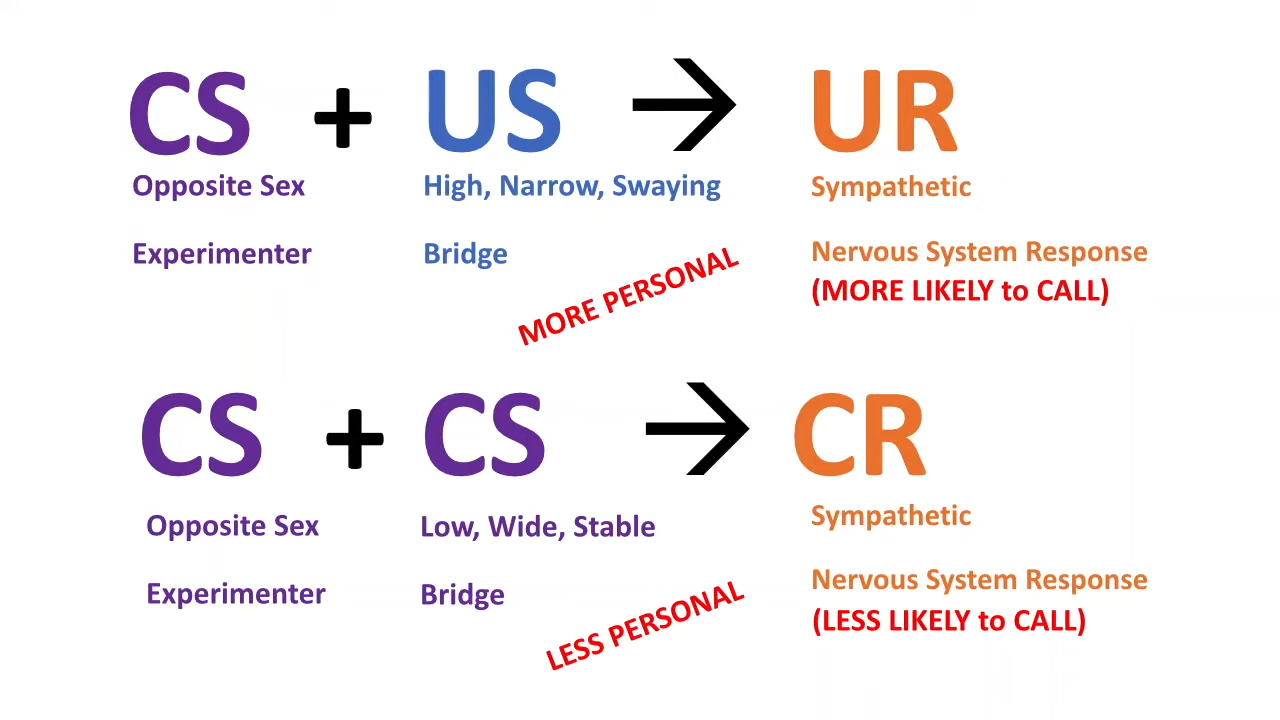 CS + US → UR
Opposite Sex
Experimenter
High, Narrow, Swaying
Bridge
MORE PERSONAL
Sympathetic
Nervous System Response
(MORE LIKELY to CALL)
CS + CS → CR
Opposite Sex
Experimenter
Low, Wide, Stable
Bridge
LESS PERSONAL
Sympathetic
Nervous System Response
(LESS LIKELY to CALL)